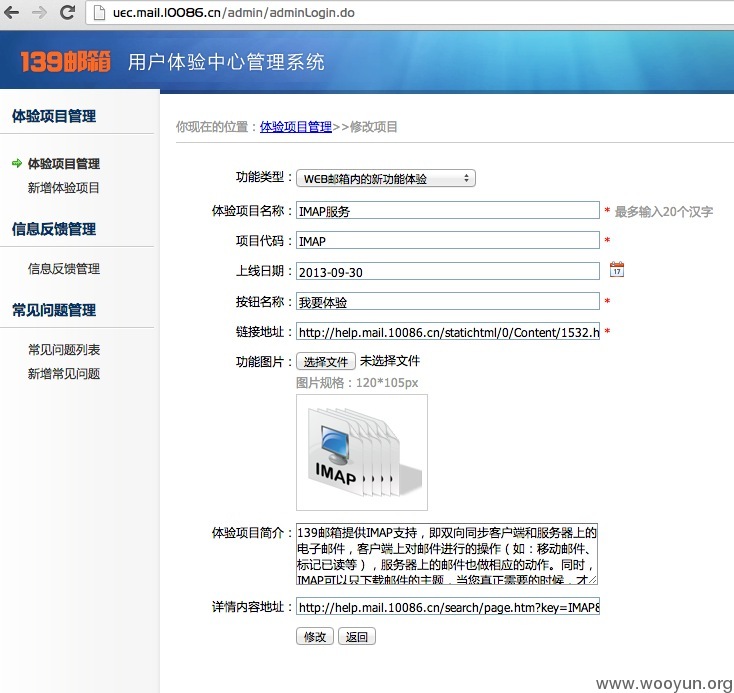 uec.mail.10086.cn/admin/adminLogin.do
139邮箱 用户体验中心管理系统
体验项目管理
体验项目管理
新增体验项目
信息反馈管理
信息反馈管理
常见问题管理
常见问题列表
新增常见问题
你现在的位置：体验项目管理>>修改项目
功能类型： WEB邮箱内的新功能体验
体验项目名称： IMAP服务 * 最多输入20个汉字
项目代码： IMAP *
上线日期： 2013-09-30 17
按钮名称： 我要体验 *
链接地址： http://help.mail.10086.cn/statichtml/0/Content/1532.h *
功能图片： 选择文件 未选择文件
图片规格：120*105px
IMAP
体验项目简介： 139邮箱提供IMAP支持，即双向同步客户端和服务器上的
电子邮件，客户端上对邮件进行的操作（如：移动邮件、
标记已读等），服务器上的邮件也做相应的动作。同时，
IMAP可以只下载邮件的主题，当您真正需要的时候，才
详情内容地址： http://help.mail.10086.cn/search/page.htm?key=IMAP&
修改 返回
www.wooyun.org